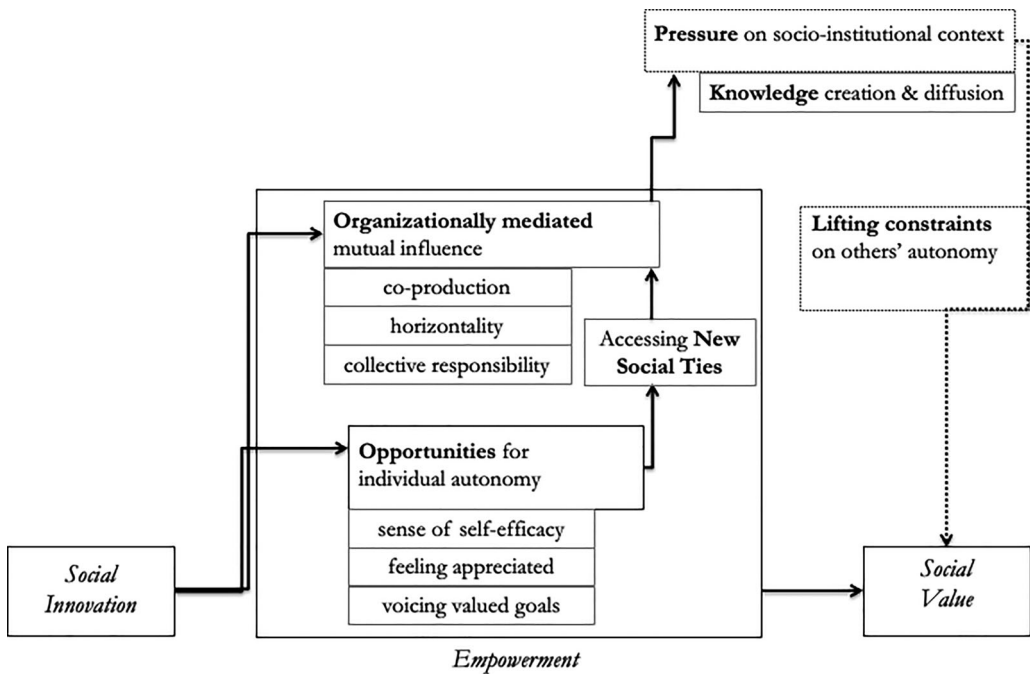 Pressure on socio-institutional context
Knowledge creation & diffusion
Organizationally mediated
mutual influence
co-production
horizontality
collective responsibility
Lifting constraints
on others' autonomy
Accessing New
Social Ties
Opportunities for
individual autonomy
sense of self-efficacy
feeling appreciated
voicing valued goals
Social
Innovation
Social
Value
Empowerment